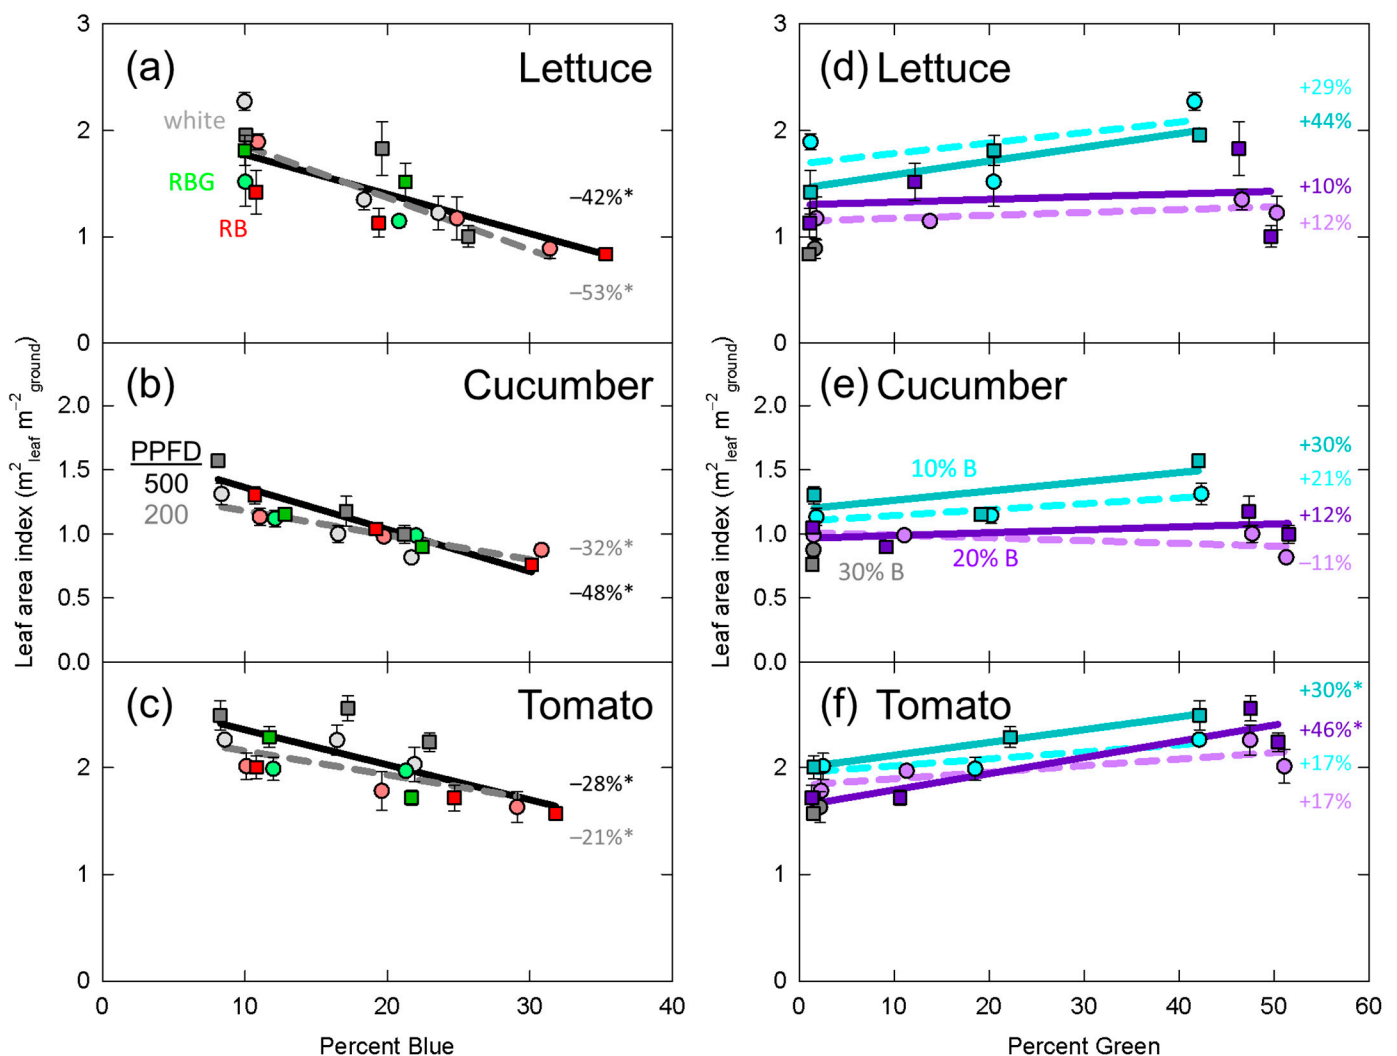 (a) Lettuce
white
RBG
RB
−42%*
−53%*
3
2
1
0
(b) Cucumber
PPFD
500
200
−32%*
−48%*
2.0
1.5
1.0
0.5
0.0
(c) Tomato
−28%*
−21%*
2
1
0
0 10 20 30 40
Percent Blue
Leaf area index (m²leaf m⁻²ground)
Leaf area index (m²leaf m⁻²ground)
(d) Lettuce
+29%
+44%
+10%
+12%
3
2
1
0
(e) Cucumber
10% B
20% B
30% B
+30%
+21%
+12%
−11%
2.0
1.5
1.0
0.5
0.0
(f) Tomato
+30%*
+46%*
+17%
+17%
2
1
0
0 10 20 30 40 50 60
Percent Green